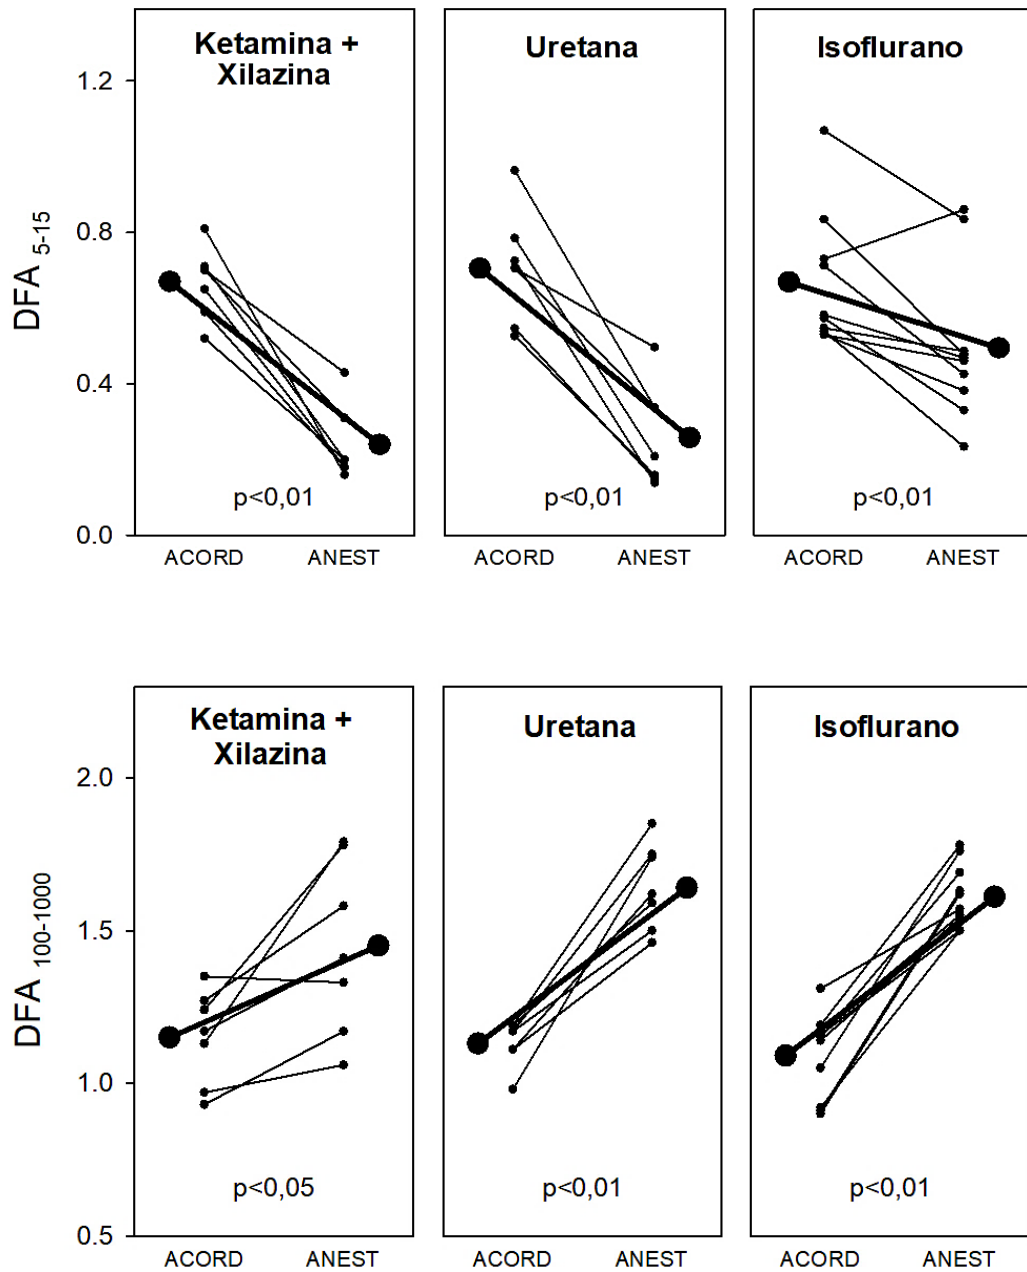 Ketamina +
Xilazina
Uretana
Isoflurano
1.2
0.8
0.4
0.0
DFA 5-15
p<0,01
p<0,01
p<0,01
ACORD ANEST
ACORD ANEST
ACORD ANEST
Ketamina +
Xilazina
Uretana
Isoflurano
2.0
1.5
1.0
0.5
DFA 100-1000
p<0,05
p<0,01
p<0,01
ACORD ANEST
ACORD ANEST
ACORD ANEST